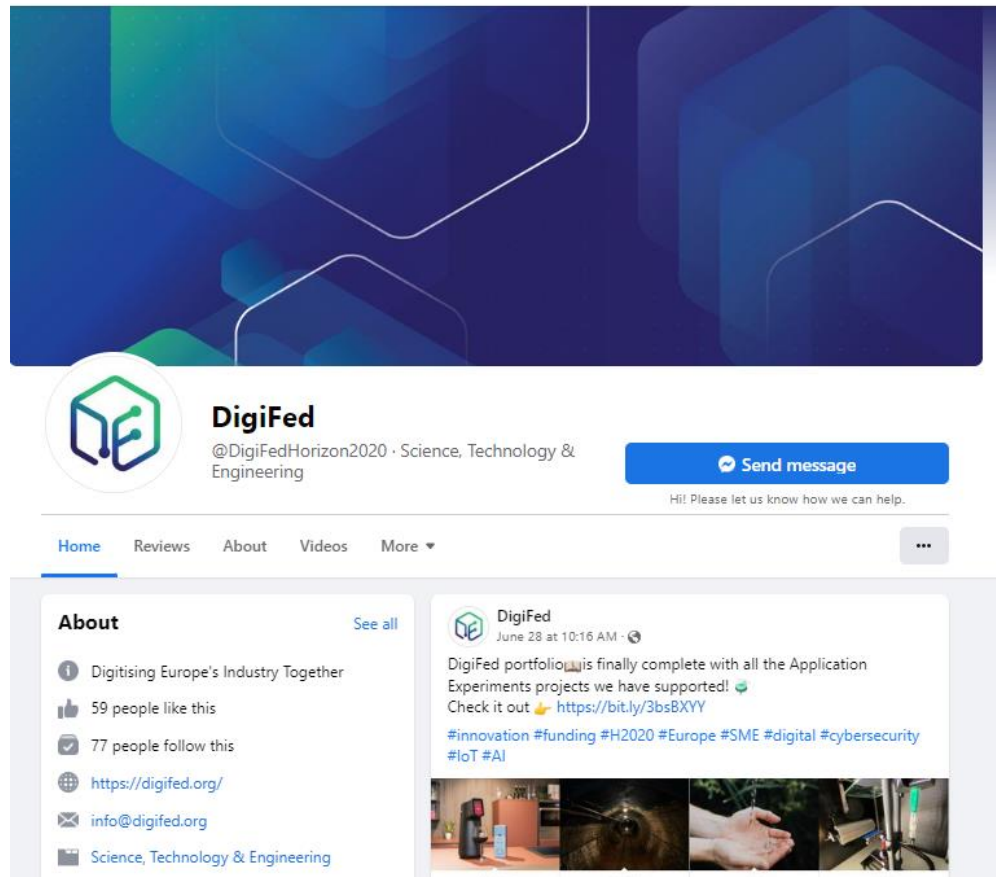 DigiFed
@DigiFedHorizon2020 · Science, Technology &
Engineering
Send message
Hi! Please let us know how we can help.
Home Reviews About Videos More
About
See all
Digitising Europe's Industry Together
59 people like this
77 people follow this
https://digifed.org/
info@digifed.org
Science, Technology & Engineering
DigiFed
June 28 at 10:16 AM ·
DigiFed portfolio📖is finally complete with all the Application
Experiments projects we have supported!
Check it out 👉 https://bit.ly/3bsBXYY
#innovation #funding #H2020 #Europe #SME #digital #cybersecurity
#IoT #AI